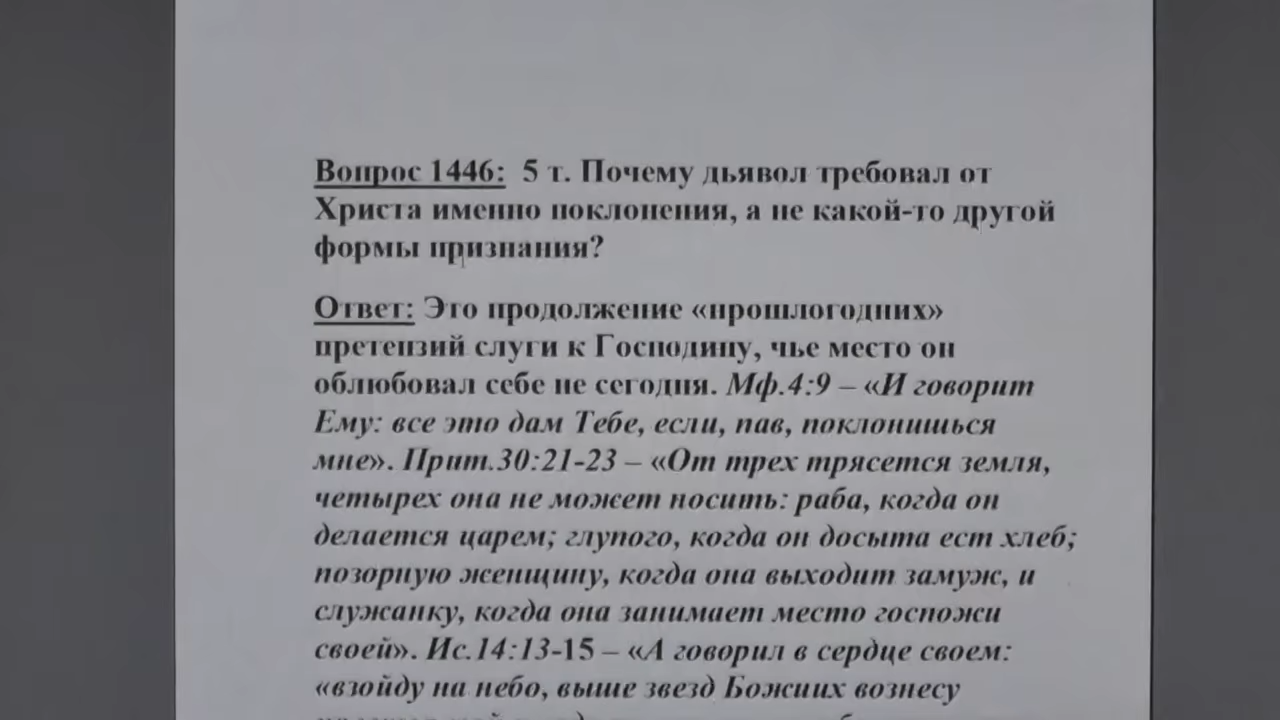 Вопрос 1446:  5 т. Почему дьявол требовал от
Христа именно поклонения, а не какой-то другой
формы признания?
Ответ: Это продолжение «прошлогодних»
претензий слуги к Господину, чье место он
облюбовал себе не сегодня. Мф.4:9 – «И говорит
Ему: все это дам Тебе, если, пав, поклонишься
мне». Прит.30:21-23 – «От трех трясется земля,
четырех она не может носить: раба, когда он
делается царем; глупого, когда он досыта ест хлеб;
позорную женщину, когда она выходит замуж, и
служанку, когда она занимает место госпожи
своей». Ис.14:13-15 – «А говорил в сердце своем:
«взойду на небо, выше звезд Божиих вознесу